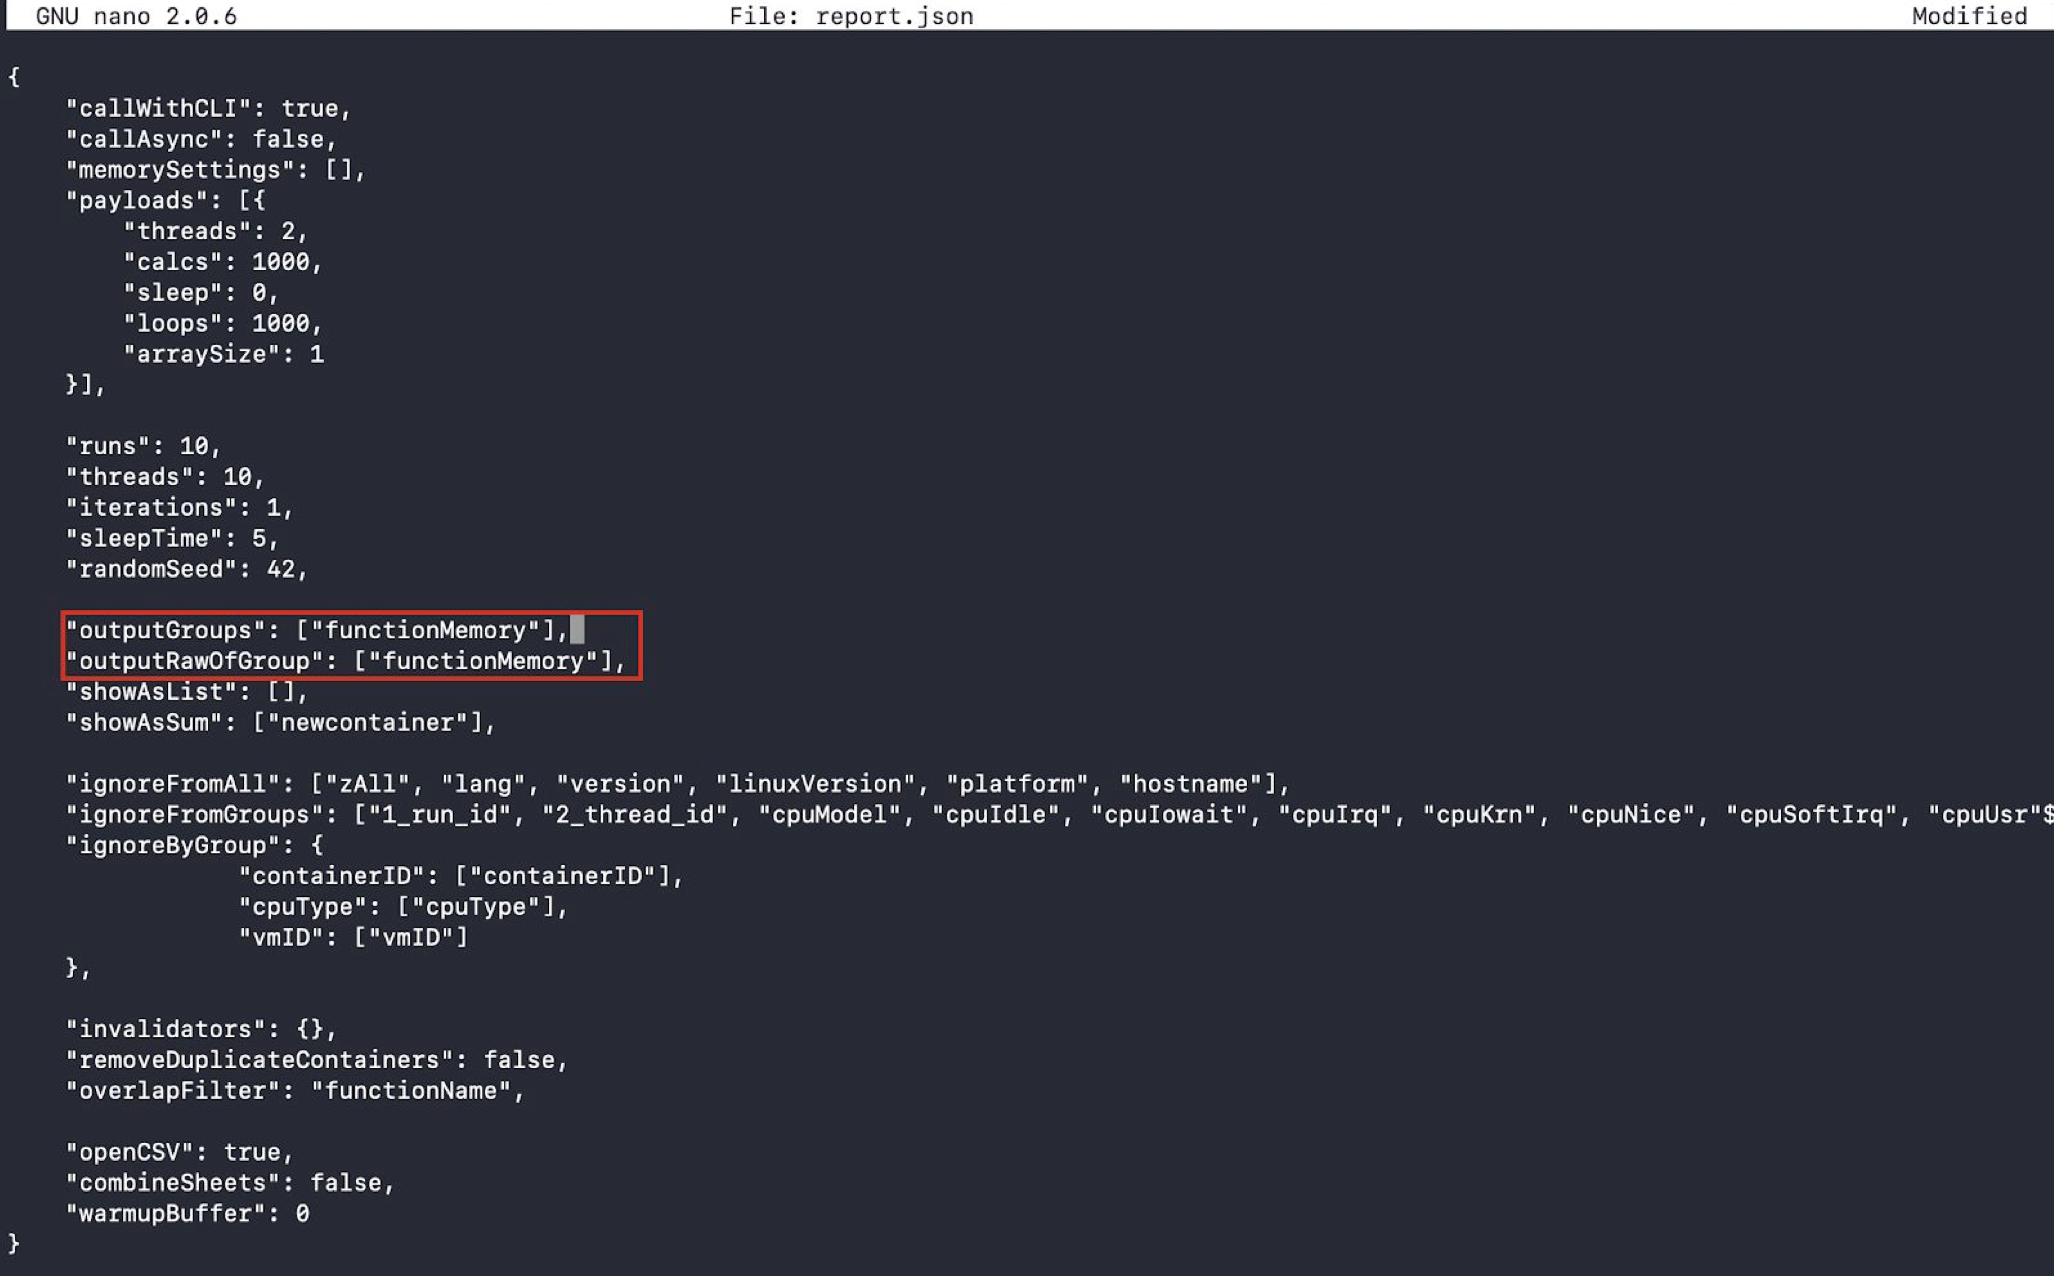 GNU nano 2.0.6 File: report.json Modified
{
"callWithCLI": true,
"callAsync": false,
"memorySettings": [],
"payloads": [{
"threads": 2,
"calcs": 1000,
"sleep": 0,
"loops": 1000,
"arraySize": 1
}],
"runs": 10,
"threads": 10,
"iterations": 1,
"sleepTime": 5,
"randomSeed": 42,
"outputGroups": ["functionMemory"],
"outputRawOfGroup": ["functionMemory"],
"showAsList": [],
"showAsSum": ["newcontainer"],
"ignoreFromAll": ["zAll", "lang", "version", "linuxVersion", "platform", "hostname"],
"ignoreFromGroups": ["1_run_id", "2_thread_id", "cpuModel", "cpuIdle", "cpuIowait", "cpuIrq", "cpuKrn", "cpuNice", "cpuSoftIrq", "cpuUsr"$
"ignoreByGroup": {
"containerID": ["containerID"],
"cpuType": ["cpuType"],
"vmID": ["vmID"]
},
"invalidators": {},
"removeDuplicateContainers": false,
"overlapFilter": "functionName",
"openCSV": true,
"combineSheets": false,
"warmupBuffer": 0
}